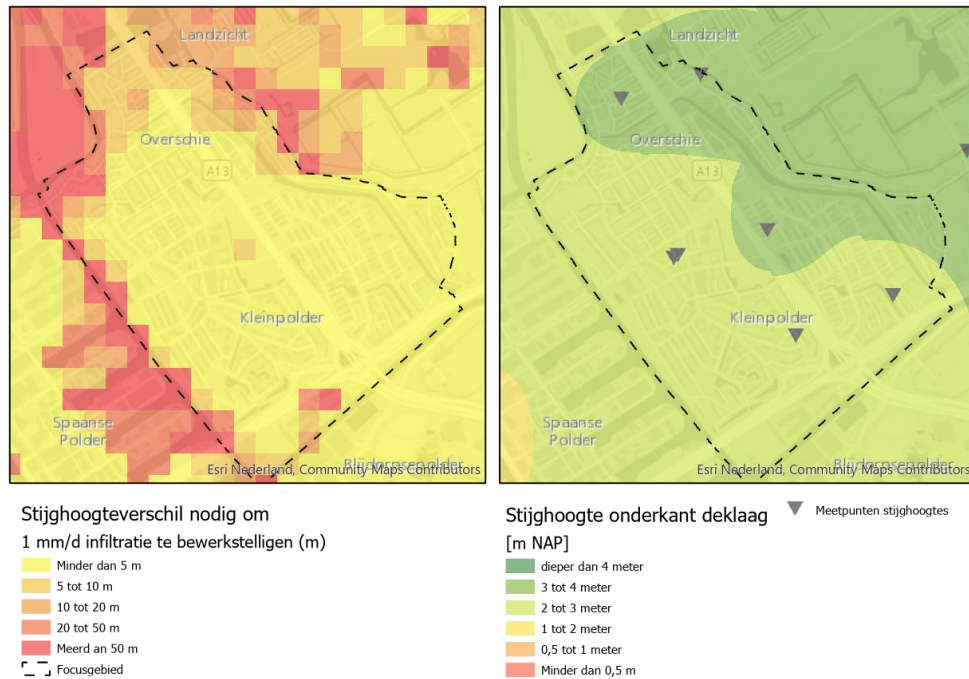 Landzicht
Overschie
A13
Kleinpolder
Spaanse
Polder
Esri Nederland, Community Maps Contributors
Landzicht
Overschie
A13
Kleinpolder
Spaanse
Polder
Blijdorpsepolder
Esri Nederland, Community Maps Contributors
Stijghoogteverschil nodig om
1 mm/d infiltratie te bewerkstelligen (m)
Minder dan 5 m
5 tot 10 m
10 tot 20 m
20 tot 50 m
Meerd an 50 m
Focusgebied
Stijghoogte onderkant deklaag
[m NAP]
Meetpunten stijghoogtes
dieper dan 4 meter
3 tot 4 meter
2 tot 3 meter
1 tot 2 meter
0,5 tot 1 meter
Minder dan 0,5 m